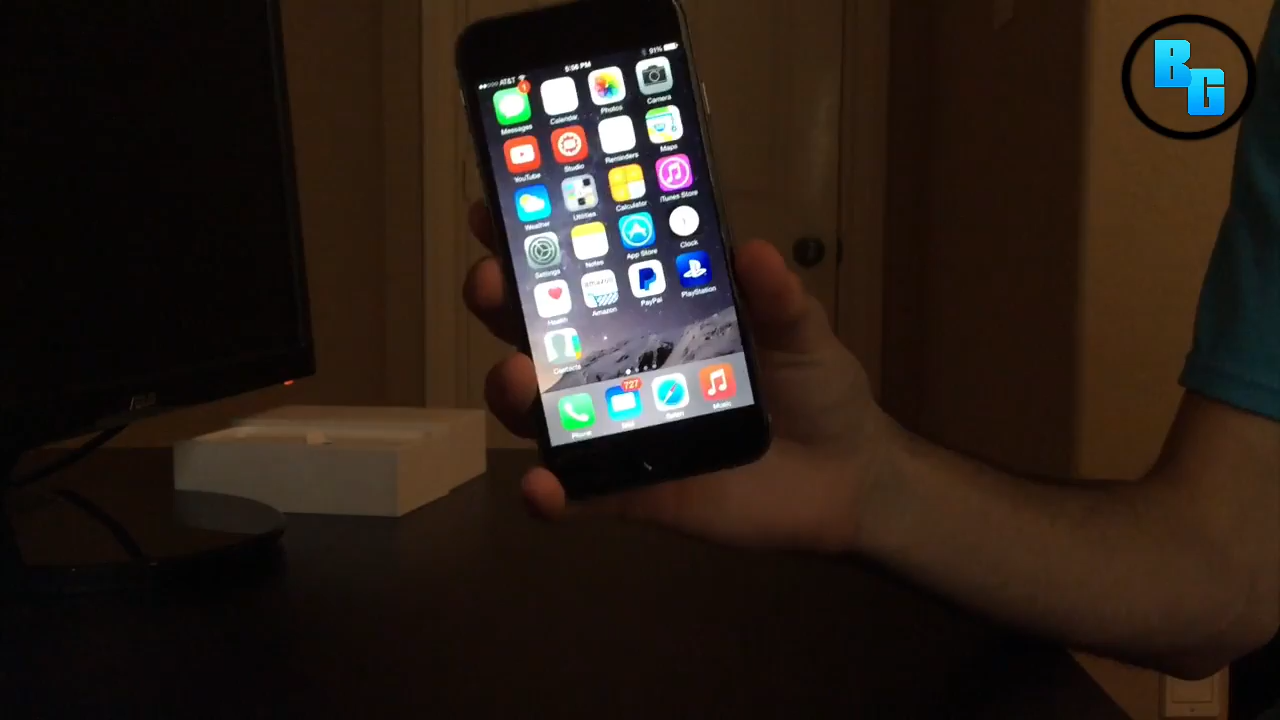 AT&T 5:56 PM 91%
1
Messages Calendar Photos Camera
YouTube Studio Reminders Maps
Weather Utilities Calculator iTunes Store
Settings Notes App Store Clock
amazon
Health Amazon PayPal PlayStation
Contacts
727
Phone Mail Safari Music
BG